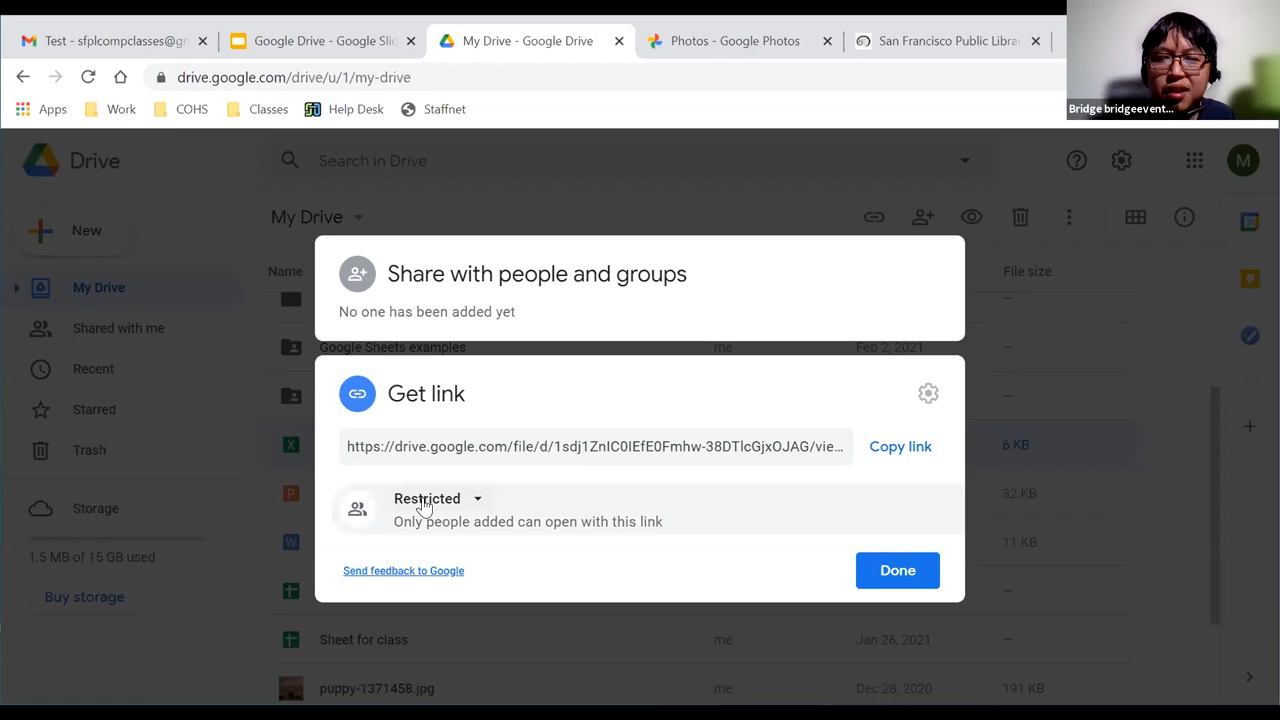 Test - sfplcompclasses@gm
Google Drive - Google Slid
My Drive - Google Drive
Photos - Google Photos
San Francisco Public Librar
drive.google.com/drive/u/1/my-drive
Bridge bridgeevent...
Apps
Work
COHS
Classes
Help Desk
Staffnet
Drive
Search in Drive
M
My Drive
New
Name
File size
My Drive
Shared with me
Recent
Starred
Trash
Storage
1.5 MB of 15 GB used
Buy storage
Share with people and groups
No one has been added yet
Google Sheets examples
me
Feb 2, 2021
Get link
https://drive.google.com/file/d/1sdj1ZnIC0IEfE0Fmhw-38DTlcGjxOJAG/vie...
Copy link
6 KB
32 KB
11 KB
Restricted
Only people added can open with this link
Send feedback to Google
Done
Sheet for class
me
Jan 26, 2021
puppy-1371458.jpg
me
Dec 28, 2020
191 KB